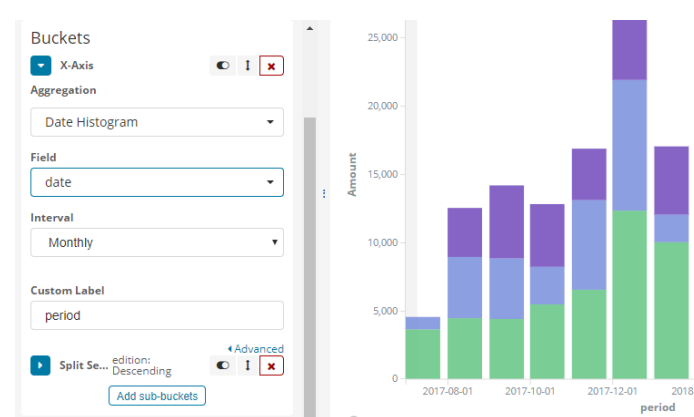 Buckets
X-Axis
Aggregation
Date Histogram
Field
date
Interval
Monthly
Custom Label
period
Advanced
Split Se... edition:
Descending
Add sub-buckets
25,000
20,000
15,000
10,000
5,000
0
Amount
2017-08-01 2017-10-01 2017-12-01 2018
period